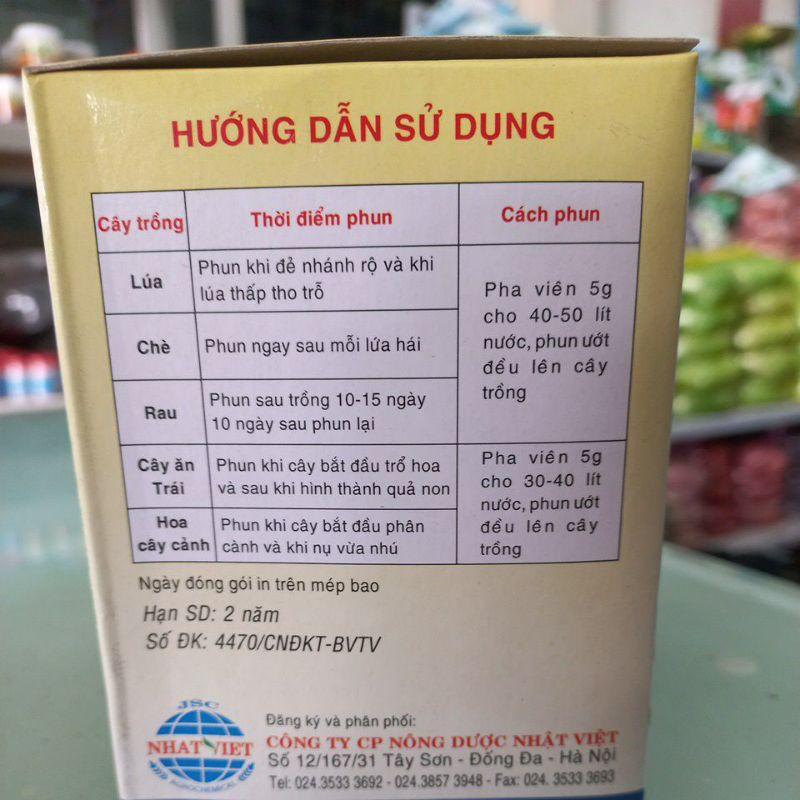 HƯỚNG DẪN SỬ DỤNG
Cây trồng
Thời điểm phun
Cách phun
Lúa
Phun khi đẻ nhánh rộ và khi
lúa thấp tho trỗ
Chè
Phun ngay sau mỗi lứa hái
Rau
Phun sau trồng 10-15 ngày
10 ngày sau phun lại
Pha viên 5g
cho 40-50 lít
nước, phun ướt
đều lên cây
trồng
Cây ăn
Trái
Phun khi cây bắt đầu trổ hoa
và sau khi hình thành quả non
Hoa
cây cảnh
Phun khi cây bắt đầu phân
cành và khi nụ vừa nhú
Pha viên 5g
cho 30-40 lít
nước, phun ướt
đều lên cây
trồng
Ngày đóng gói in trên mép bao
Hạn SD: 2 năm
Số ĐK: 4470/CNĐKT-BVTV
JSC
NHAT VIET
AGROCHEMICAL
Đăng ký và phân phối:
CÔNG TY CP NÔNG DƯỢC NHẬT VIỆT
Số 12/167/31 Tây Sơn - Đống Đa - Hà Nội
Tel: 024.3533 3692 - 024.3857 3948 - Fax: 024. 3533 3693